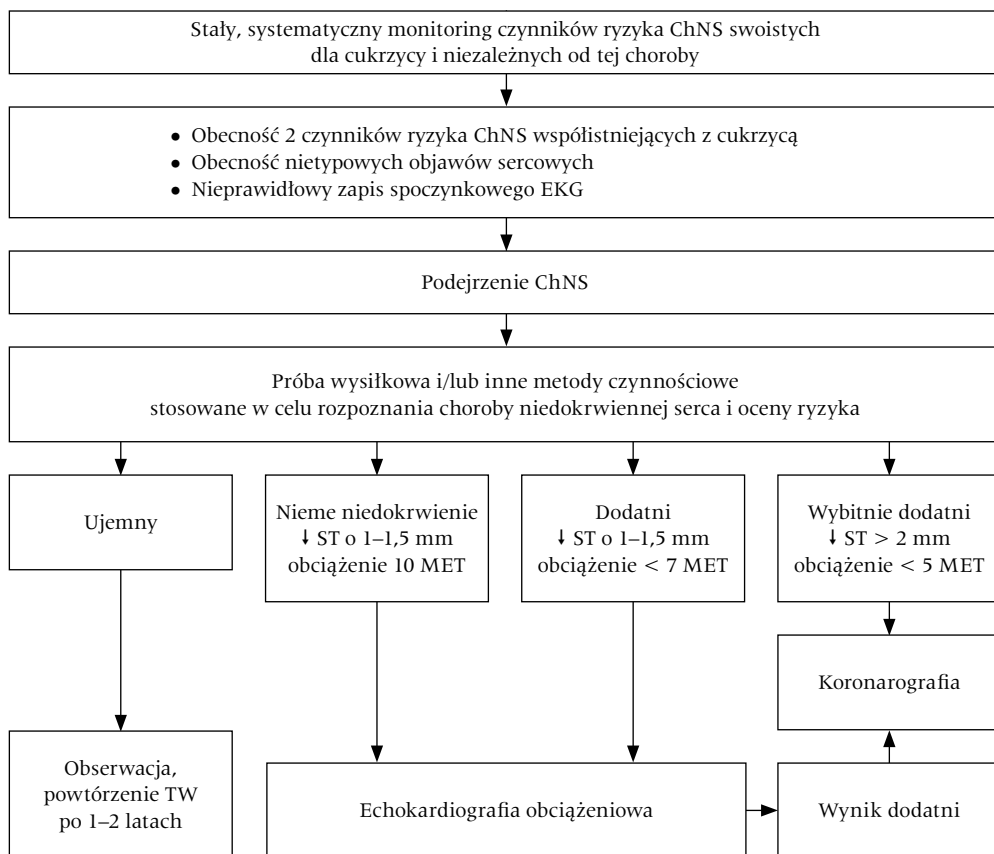 Stały, systematyczny monitoring czynników ryzyka ChNS swoistych
dla cukrzycy i niezależnych od tej choroby
• Obecność 2 czynników ryzyka ChNS współistniejących z cukrzycą
• Obecność nietypowych objawów sercowych
• Nieprawidłowy zapis spoczynkowego EKG
Podejrzenie ChNS
Próba wysiłkowa i/lub inne metody czynnościowe
stosowane w celu rozpoznania choroby niedokrwiennej serca i oceny ryzyka
Ujemny
Nieme niedokrwienie
↓ ST o 1–1,5 mm
obciążenie 10 MET
Dodatni
↓ ST o 1–1,5 mm
obciążenie < 7 MET
Wybitnie dodatni
↓ ST > 2 mm
obciążenie < 5 MET
Koronarografia
Obserwacja,
powtórzenie TW
po 1–2 latach
Echokardiografia obciążeniowa
Wynik dodatni